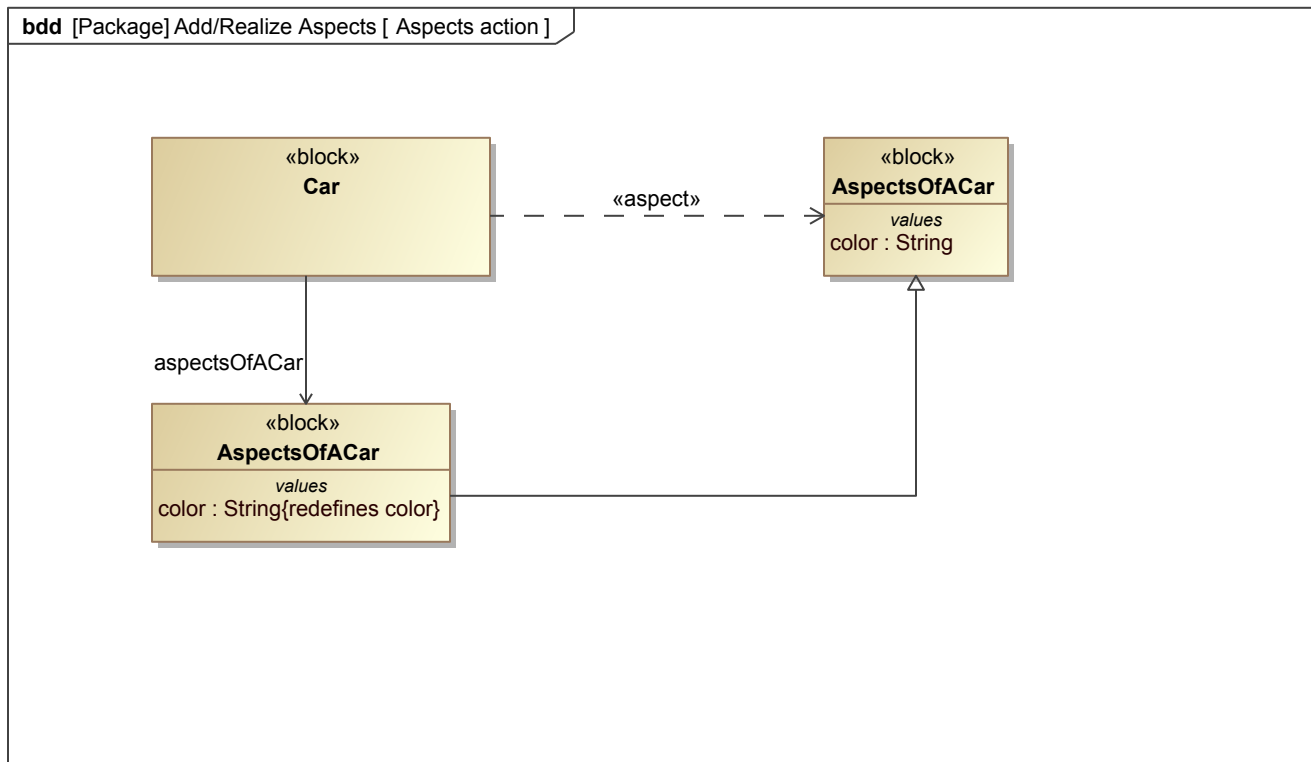 bdd [Package] Add/Realize Aspects [ Aspects action ]
«block»
Car
«aspect»
«block»
AspectsOfACar
values
color : String
aspectsOfACar
«block»
AspectsOfACar
values
color : String{redefines color}